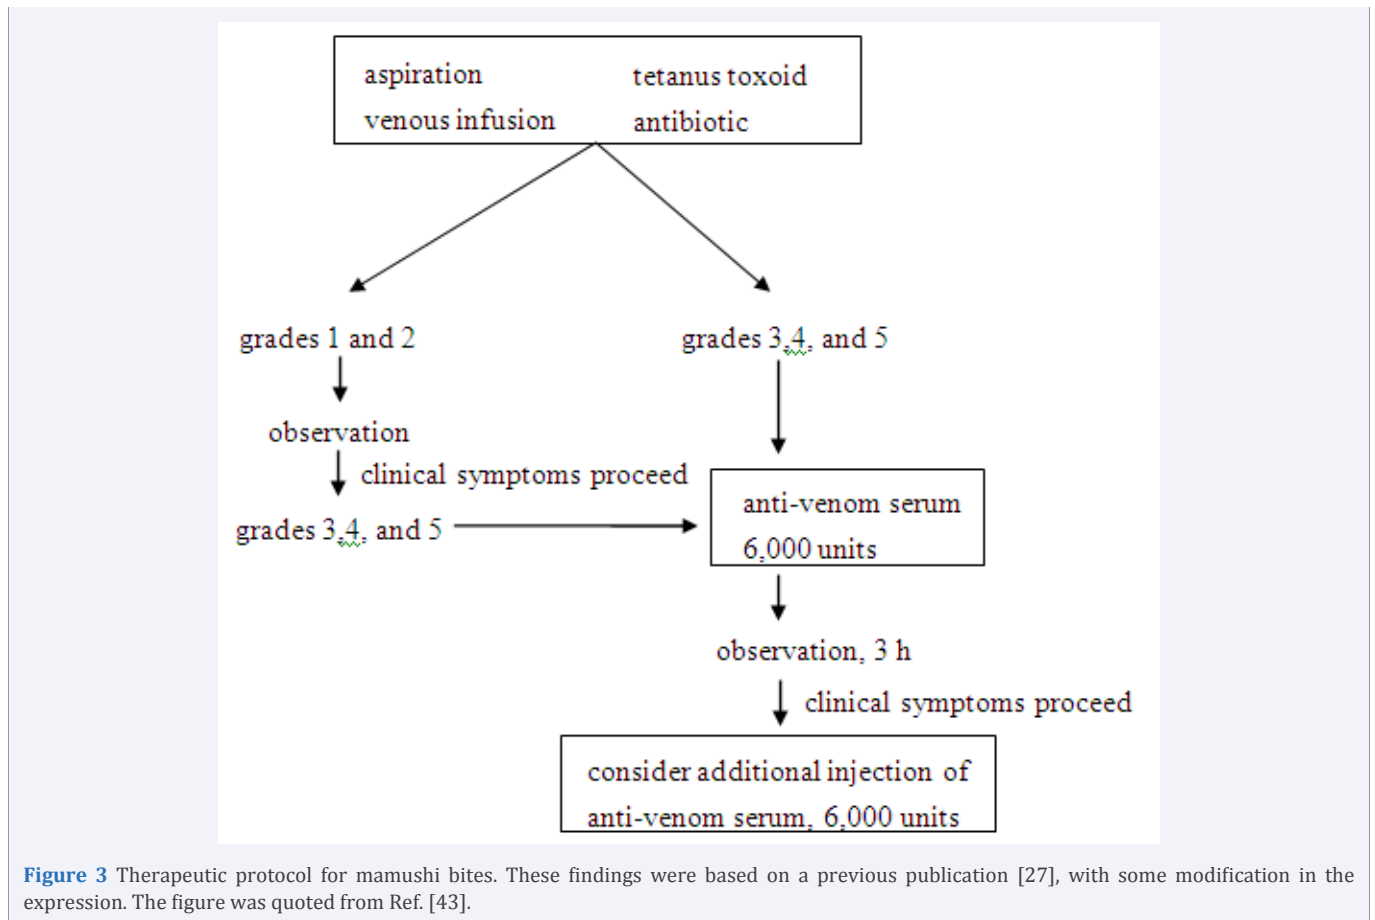 aspiration
tetanus toxoid
venous infusion
antibiotic
grades 1 and 2
grades 3,4, and 5
observation
clinical symptoms proceed
grades 3,4, and 5
anti-venom serum
6,000 units
observation, 3 h
clinical symptoms proceed
consider additional injection of
anti-venom serum, 6,000 units
Figure 3 Therapeutic protocol for mamushi bites. These findings were based on a previous publication [27], with some modification in the
expression. The figure was quoted from Ref. [43].